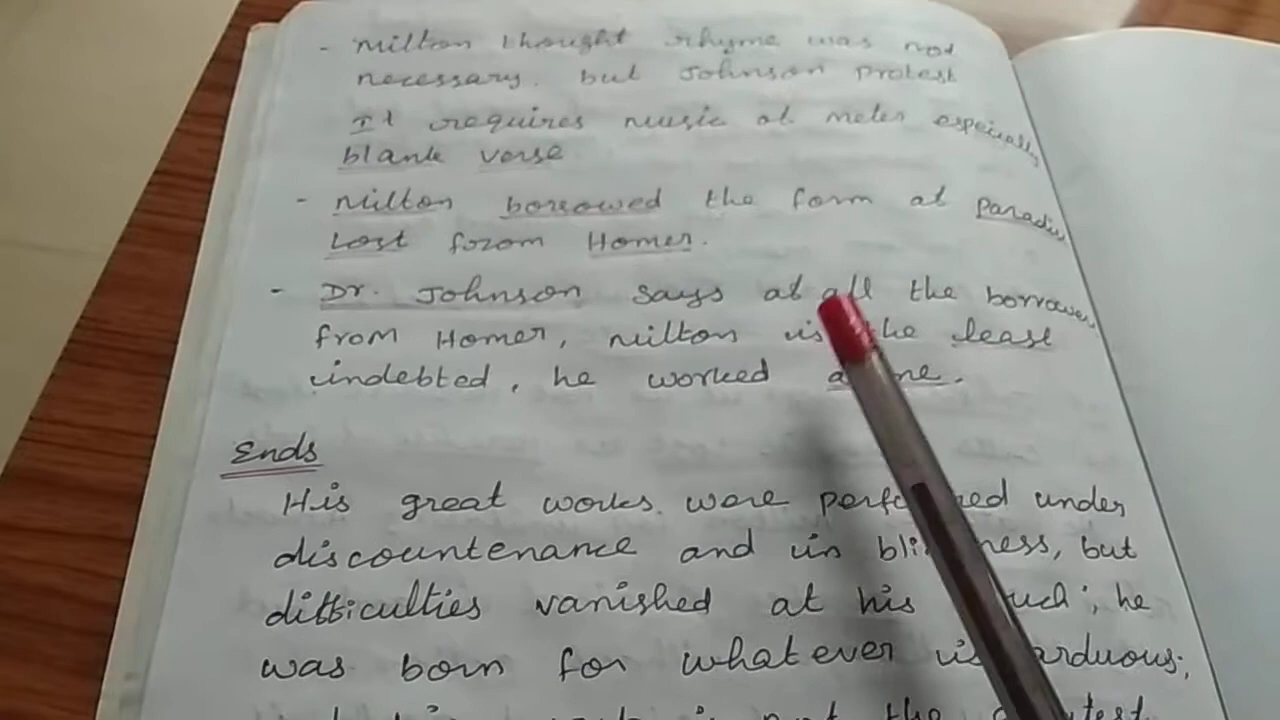 - Milton thought rhyme was not
necessary. but Johnson Protest
It requires music of meter especially
blank verse
- Milton borrowed the form of Paradise
Lost from Homer.
- Dr. Johnson says of all the borrowers
from Homer, Milton is the least
indebted, he worked alone.
Ends
His great works were performed under
discountenance and in blindness, but
difficulties vanished at his touch; he
was born for whatever is arduous;